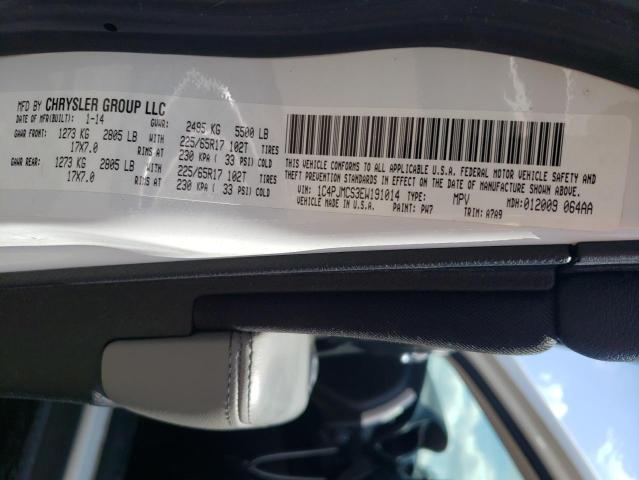 MFD BY CHRYSLER GROUP LLC
DATE OF MFR(BUILT): 1-14 GVWR: 2495 KG 5500 LB
GAWR FRONT: 1273 KG 2805 LB WITH 225/65R17 102T TIRES
17X7.0 RIMS AT 230 KPA ( 33 PSI) COLD
GAWR REAR: 1273 KG 2805 LB WITH 225/65R17 102T TIRES
17X7.0 RIMS AT 230 KPA ( 33 PSI) COLD
THIS VEHICLE CONFORMS TO ALL APPLICABLE U.S.A. FEDERAL MOTOR VEHICLE SAFETY AND
THEFT PREVENTION STANDARDS IN EFFECT ON THE DATE OF MANUFACTURE SHOWN ABOVE.
VIN: 1C4PJMCS3EW191014 TYPE: MPV MDH: 012009 064AA
VEHICLE MADE IN U.S.A. PAINT: PW7 TRIM: A7A9